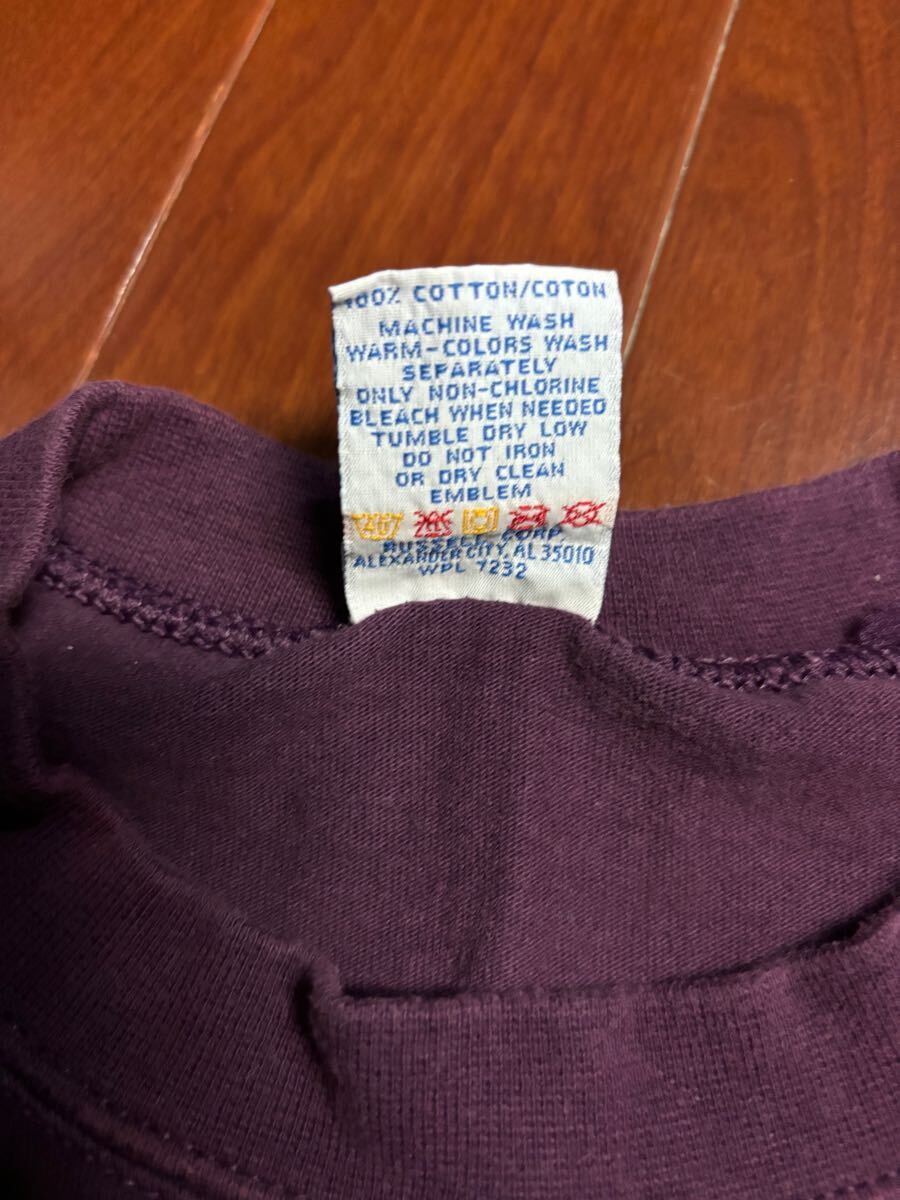 100% COTTON/COTON
MACHINE WASH
WARM-COLORS WASH
SEPARATELY
ONLY NON-CHLORINE
BLEACH WHEN NEEDED
TUMBLE DRY LOW
DO NOT IRON
OR DRY CLEAN
EMBLEM
40
RUSSELL CORP.
ALEXANDER CITY, AL 35010
WPL 7232